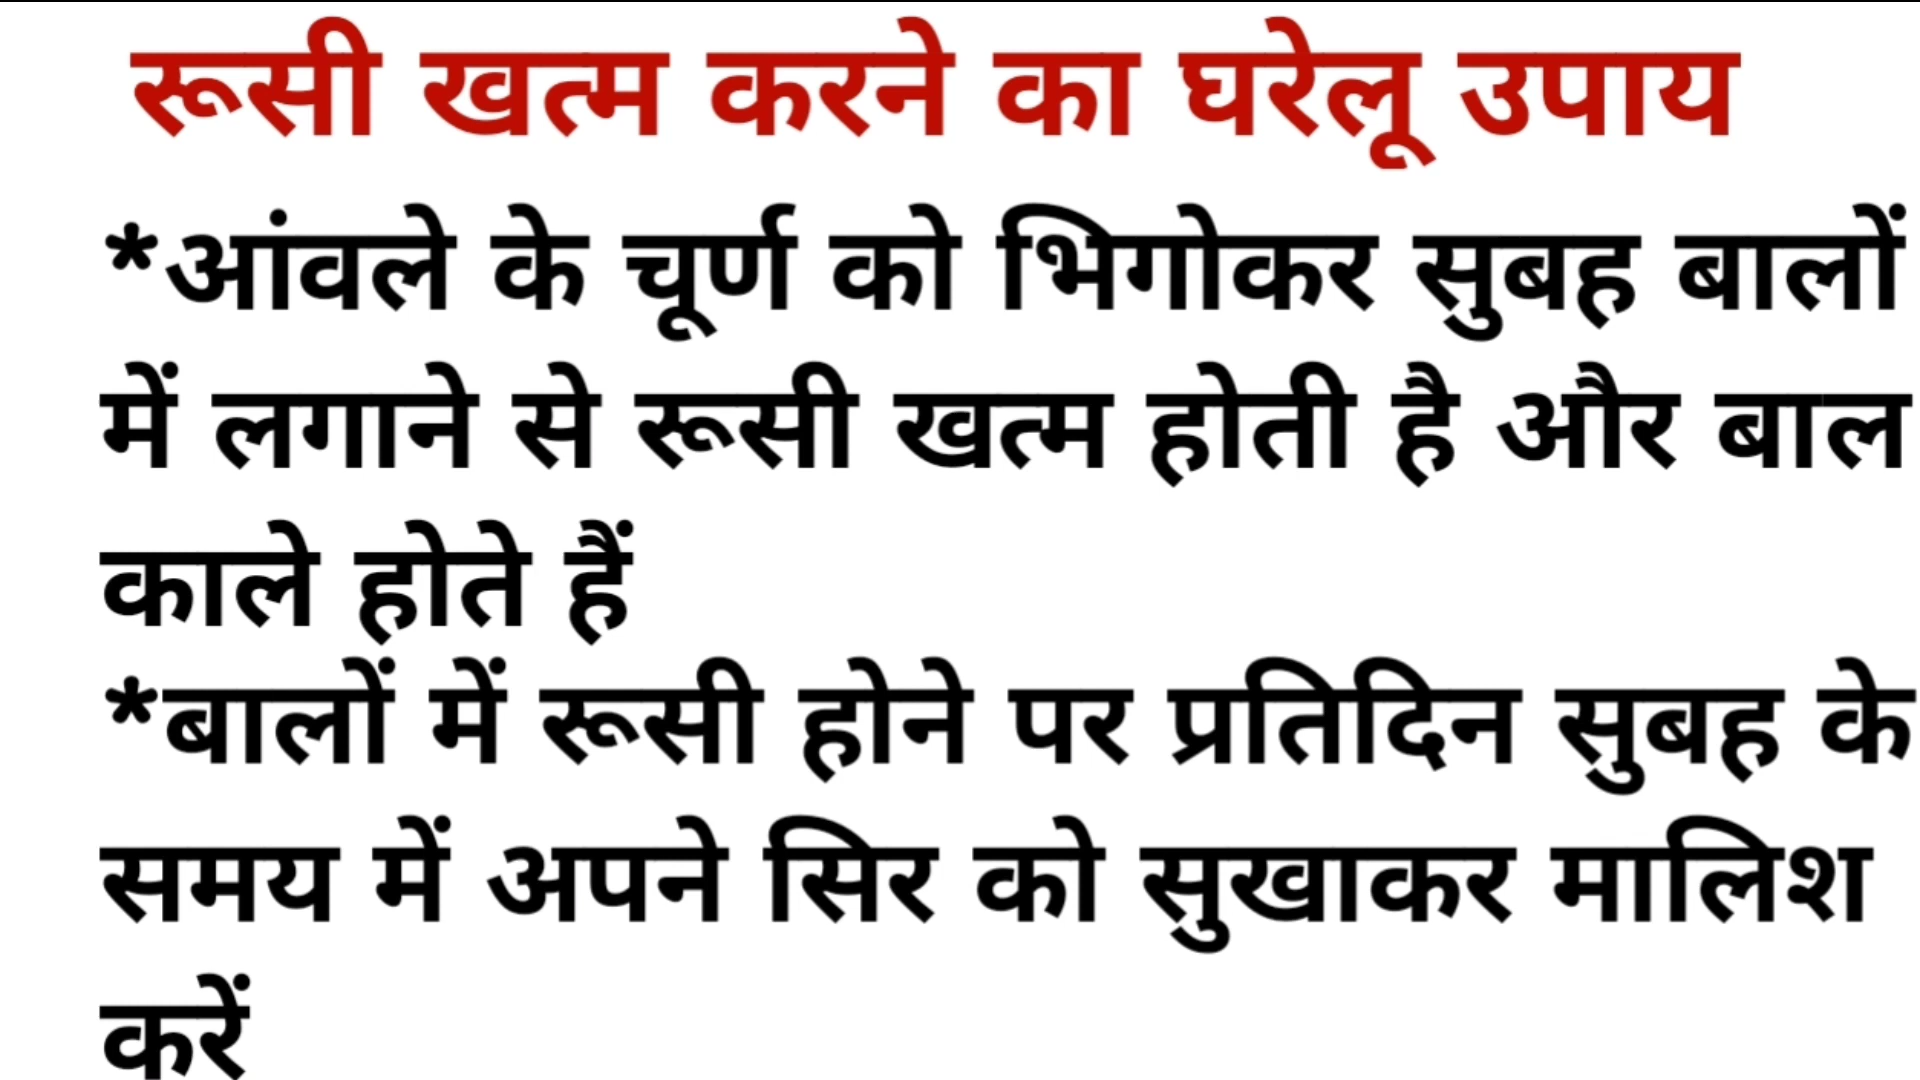 रूसी खत्म करने का घरेलू उपाय
*आंवले के चूर्ण को भिगोकर सुबह बालों
में लगाने से रूसी खत्म होती है और बाल
काले होते हैं
*बालों में रूसी होने पर प्रतिदिन सुबह के
समय में अपने सिर को सुखाकर मालिश
करें